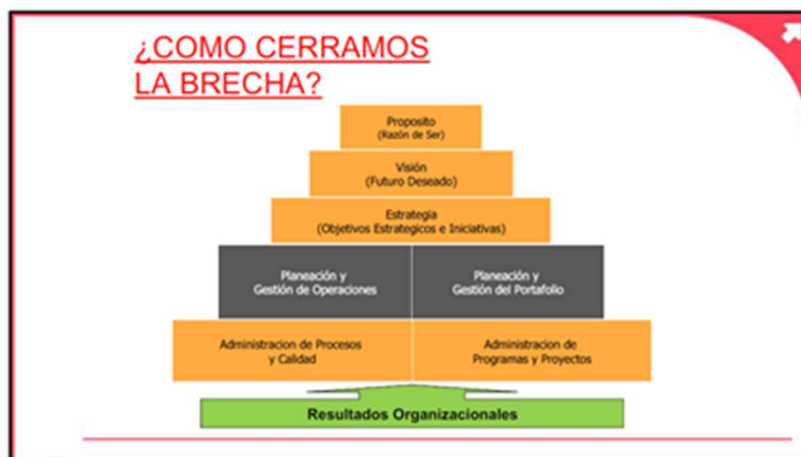 ¿COMO CERRAMOS
LA BRECHA?
Proposito
(Razón de Ser)
Visión
(Futuro Deseado)
Estrategia
(Objetivos Estrategicos e Iniciativas)
Planeación y
Gestión de Operaciones
Planeación y
Gestión del Portafolio
Administracion de Procesos
y Calidad
Administracion de
Programas y Proyectos
Resultados Organizacionales